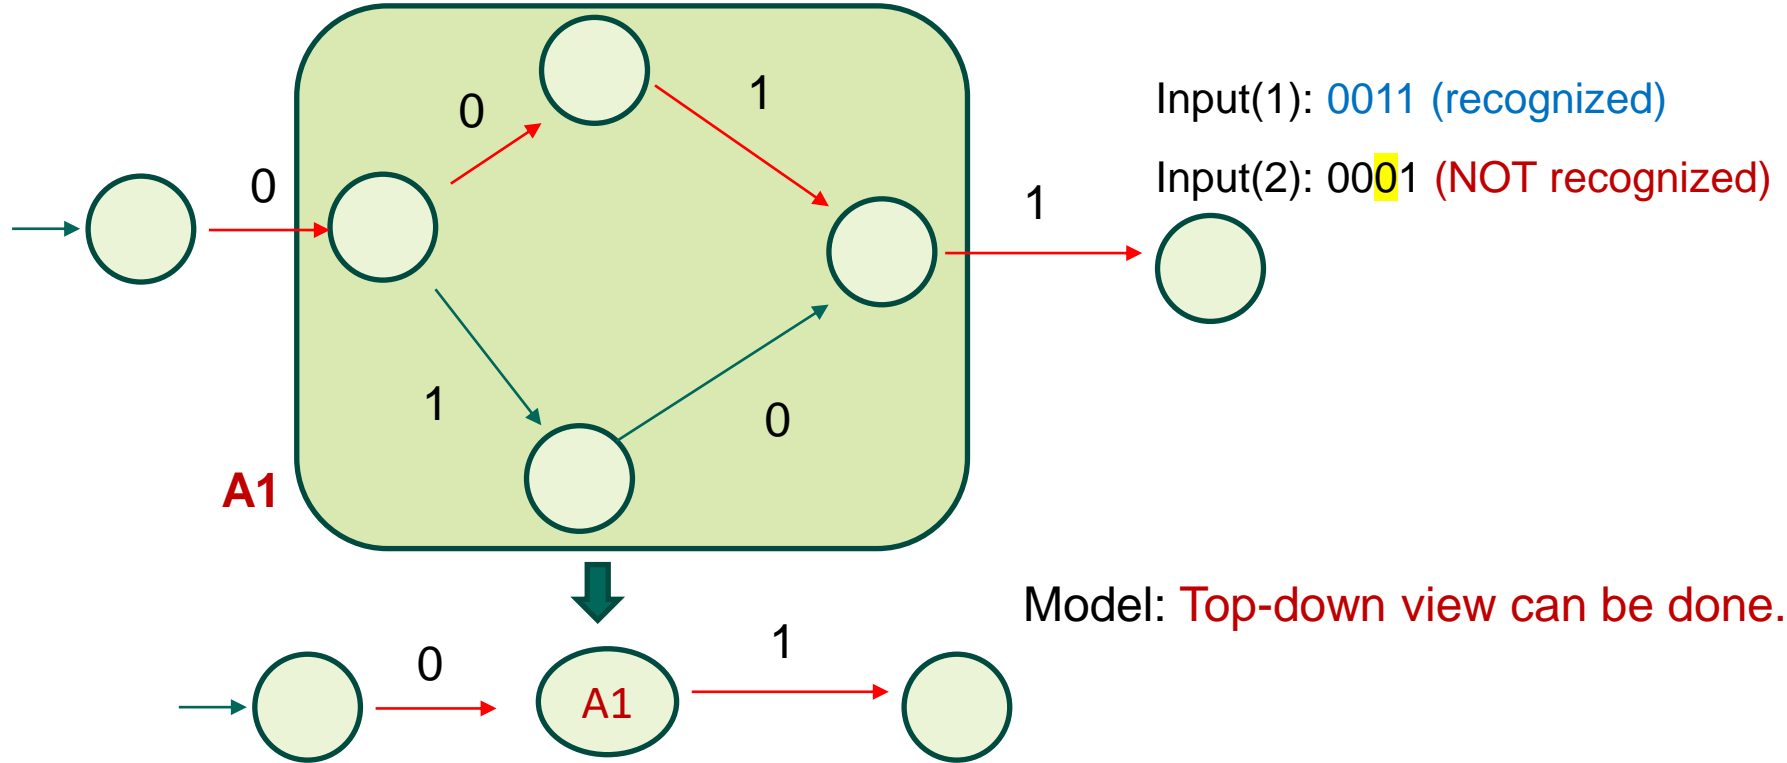 0
1
Input(1): 0011 (recognized)
Input(2): 0001 (NOT recognized)
0
1
1
0
A1
Model: Top-down view can be done.
0
1
A1